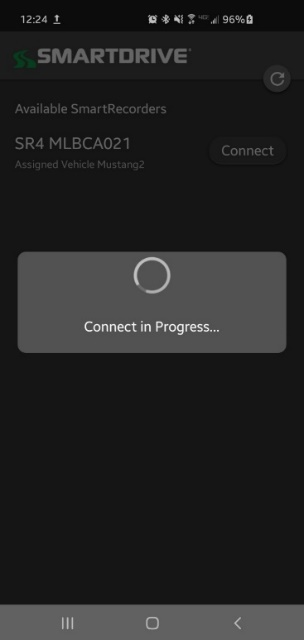 12:24 96%
SMARTDRIVE
Available SmartRecorders
SR4 MLBCA021
Connect
Assigned Vehicle Mustang2
Connect in Progress...